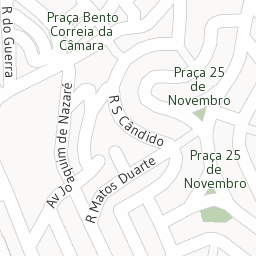 Praça Bento
Correia da
Câmara
R do Guerra
Praça 25
de
Novembro
R S Cândido
Av Joaquim de Nazaré
R Matos Duarte
Praça 25
de
Novembro